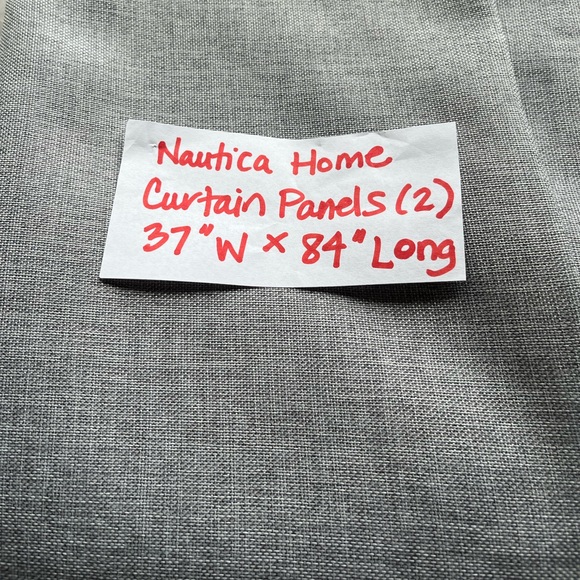 Nautica Home
Curtain Panels (2)
37" W x 84" Long